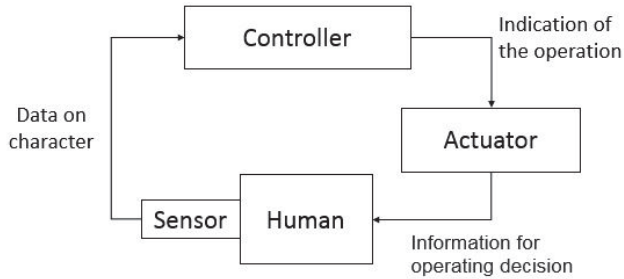 Controller
Indication of
the operation
Data on
character
Actuator
Sensor
Human
Information for
operating decision